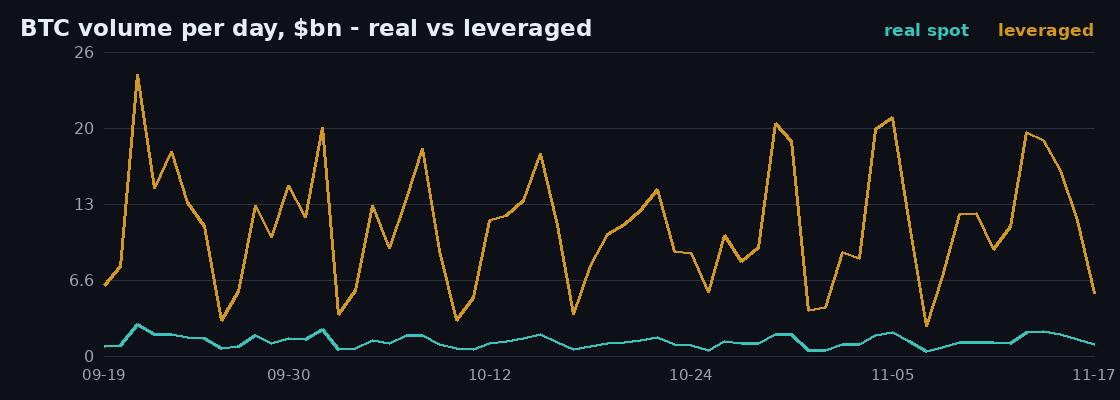 BTC volume per day, $bn - real vs leveraged
real spot leveraged
26
20
13
6.6
0
09-19 09-30 10-12 10-24 11-05 11-17